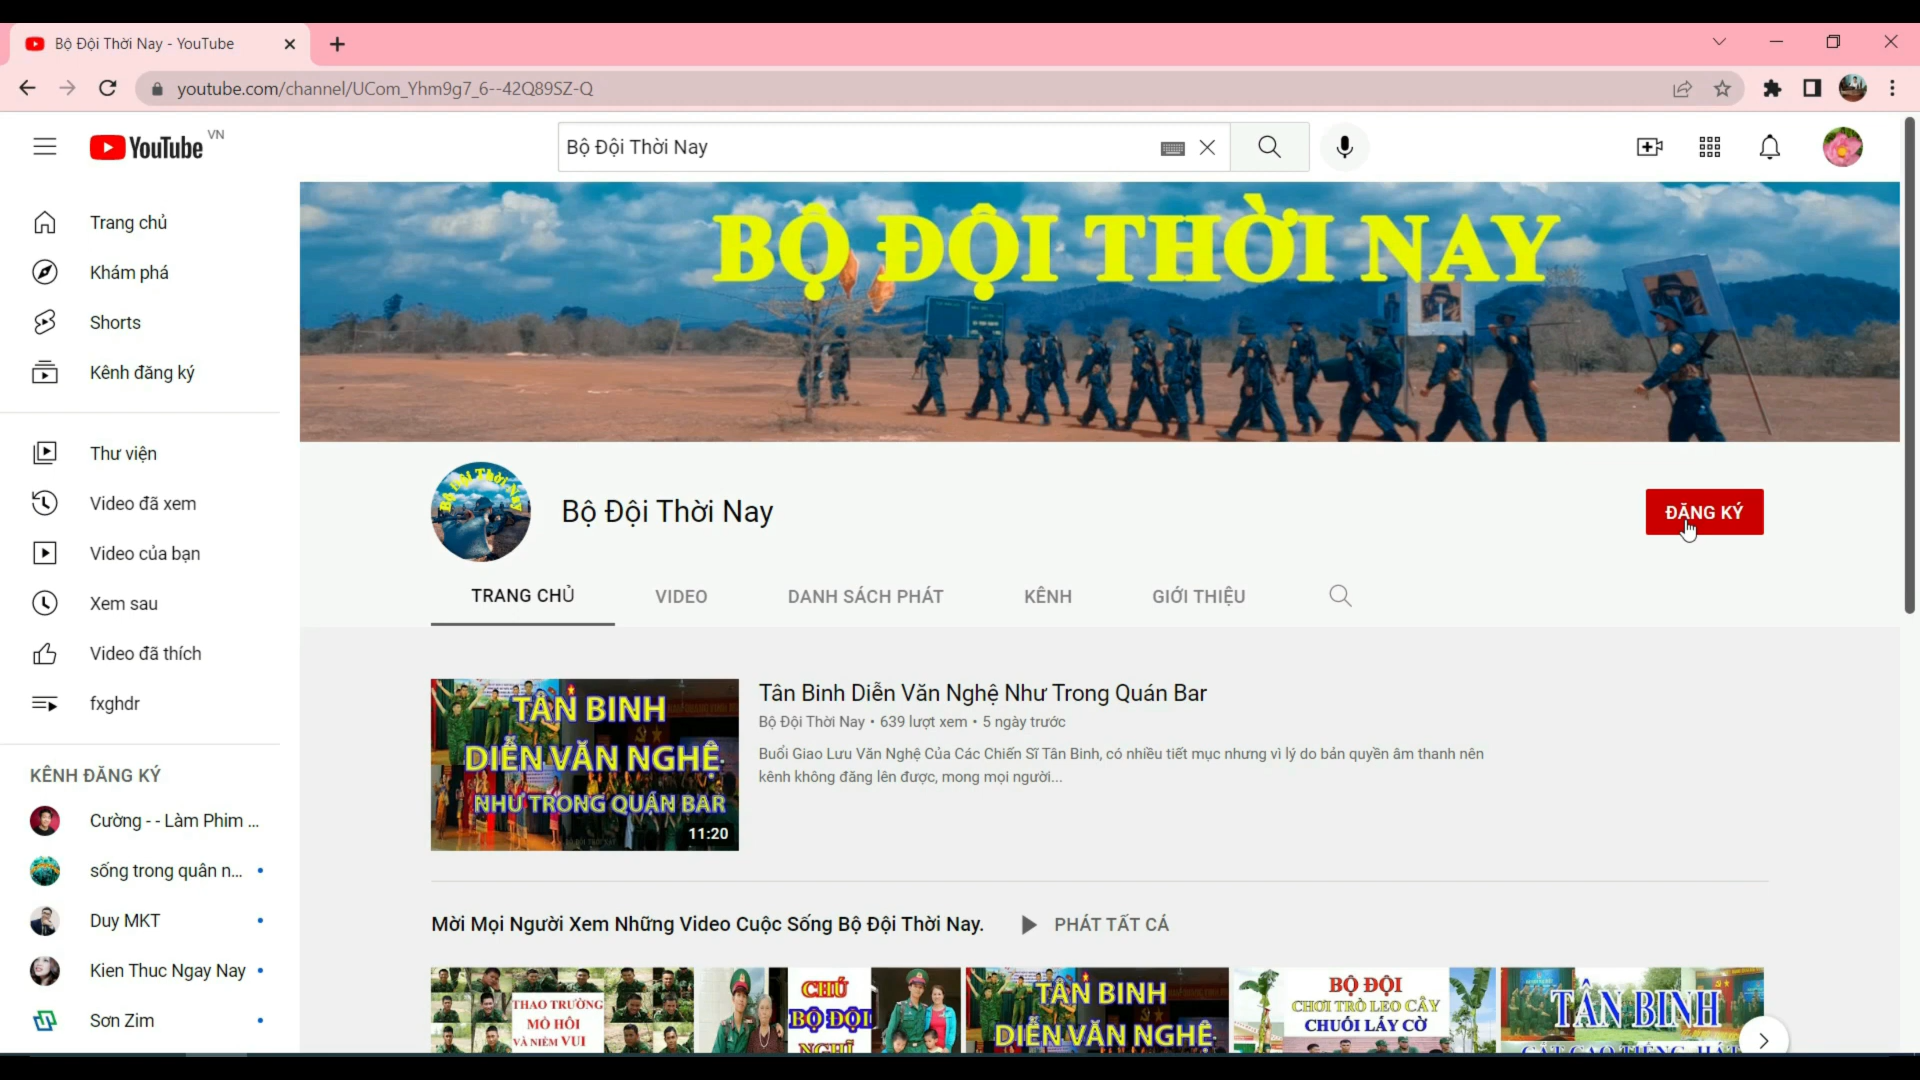 Bộ Đội Thời Nay - YouTube
youtube.com/channel/UCom_Yhm9g7_6--42Q89SZ-Q
YouTube VN
Bộ Đội Thời Nay
Trang chủ
Khám phá
Shorts
Kênh đăng ký
Thư viện
Video đã xem
Video của bạn
Xem sau
Video đã thích
fxghdr
KÊNH ĐĂNG KÝ
Cường - - Làm Phim ...
sống trong quân n...
Duy MKT
Kien Thuc Ngay Nay
Sơn Zim
BỘ ĐỘI THỜI NAY
Bộ Đội Thời Nay
Bộ Đội Thời Nay
ĐĂNG KÝ
TRANG CHỦ VIDEO DANH SÁCH PHÁT KÊNH GIỚI THIỆU
TÂN BINH
DIỄN VĂN NGHỆ
NHƯ TRONG QUÁN BAR
11:20
Tân Binh Diễn Văn Nghệ Như Trong Quán Bar
Bộ Đội Thời Nay • 639 lượt xem • 5 ngày trước
Buổi Giao Lưu Văn Nghệ Của Các Chiến Sĩ Tân Binh, có nhiều tiết mục nhưng vì lý do bản quyền âm thanh nên
kênh không đăng lên được, mong mọi người...
Mời Mọi Người Xem Những Video Cuộc Sống Bộ Đội Thời Nay. PHÁT TẤT CẢ
THAO TRƯỜNG
MỒ HÔI
VÀ NIỀM VUI
CHÚ
BỘ ĐỘI
NGHĨ
TÂN BINH
DIỄN VĂN NGHỆ
BỘ ĐỘI
CHƠI TRÒ LEO CÂY
CHUỐI LẤY CỜ
TÂN BINH